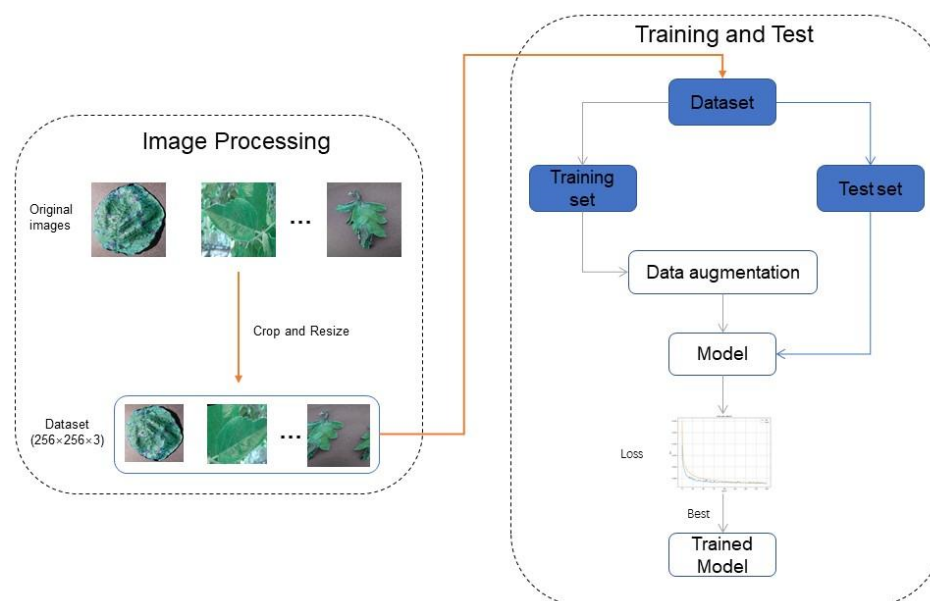 Image Processing
Original
images
...
Crop and Resize
Dataset
(256×256×3)
...
Training and Test
Dataset
Training
set
Test set
Data augmentation
Model
Loss
Best
Trained
Model